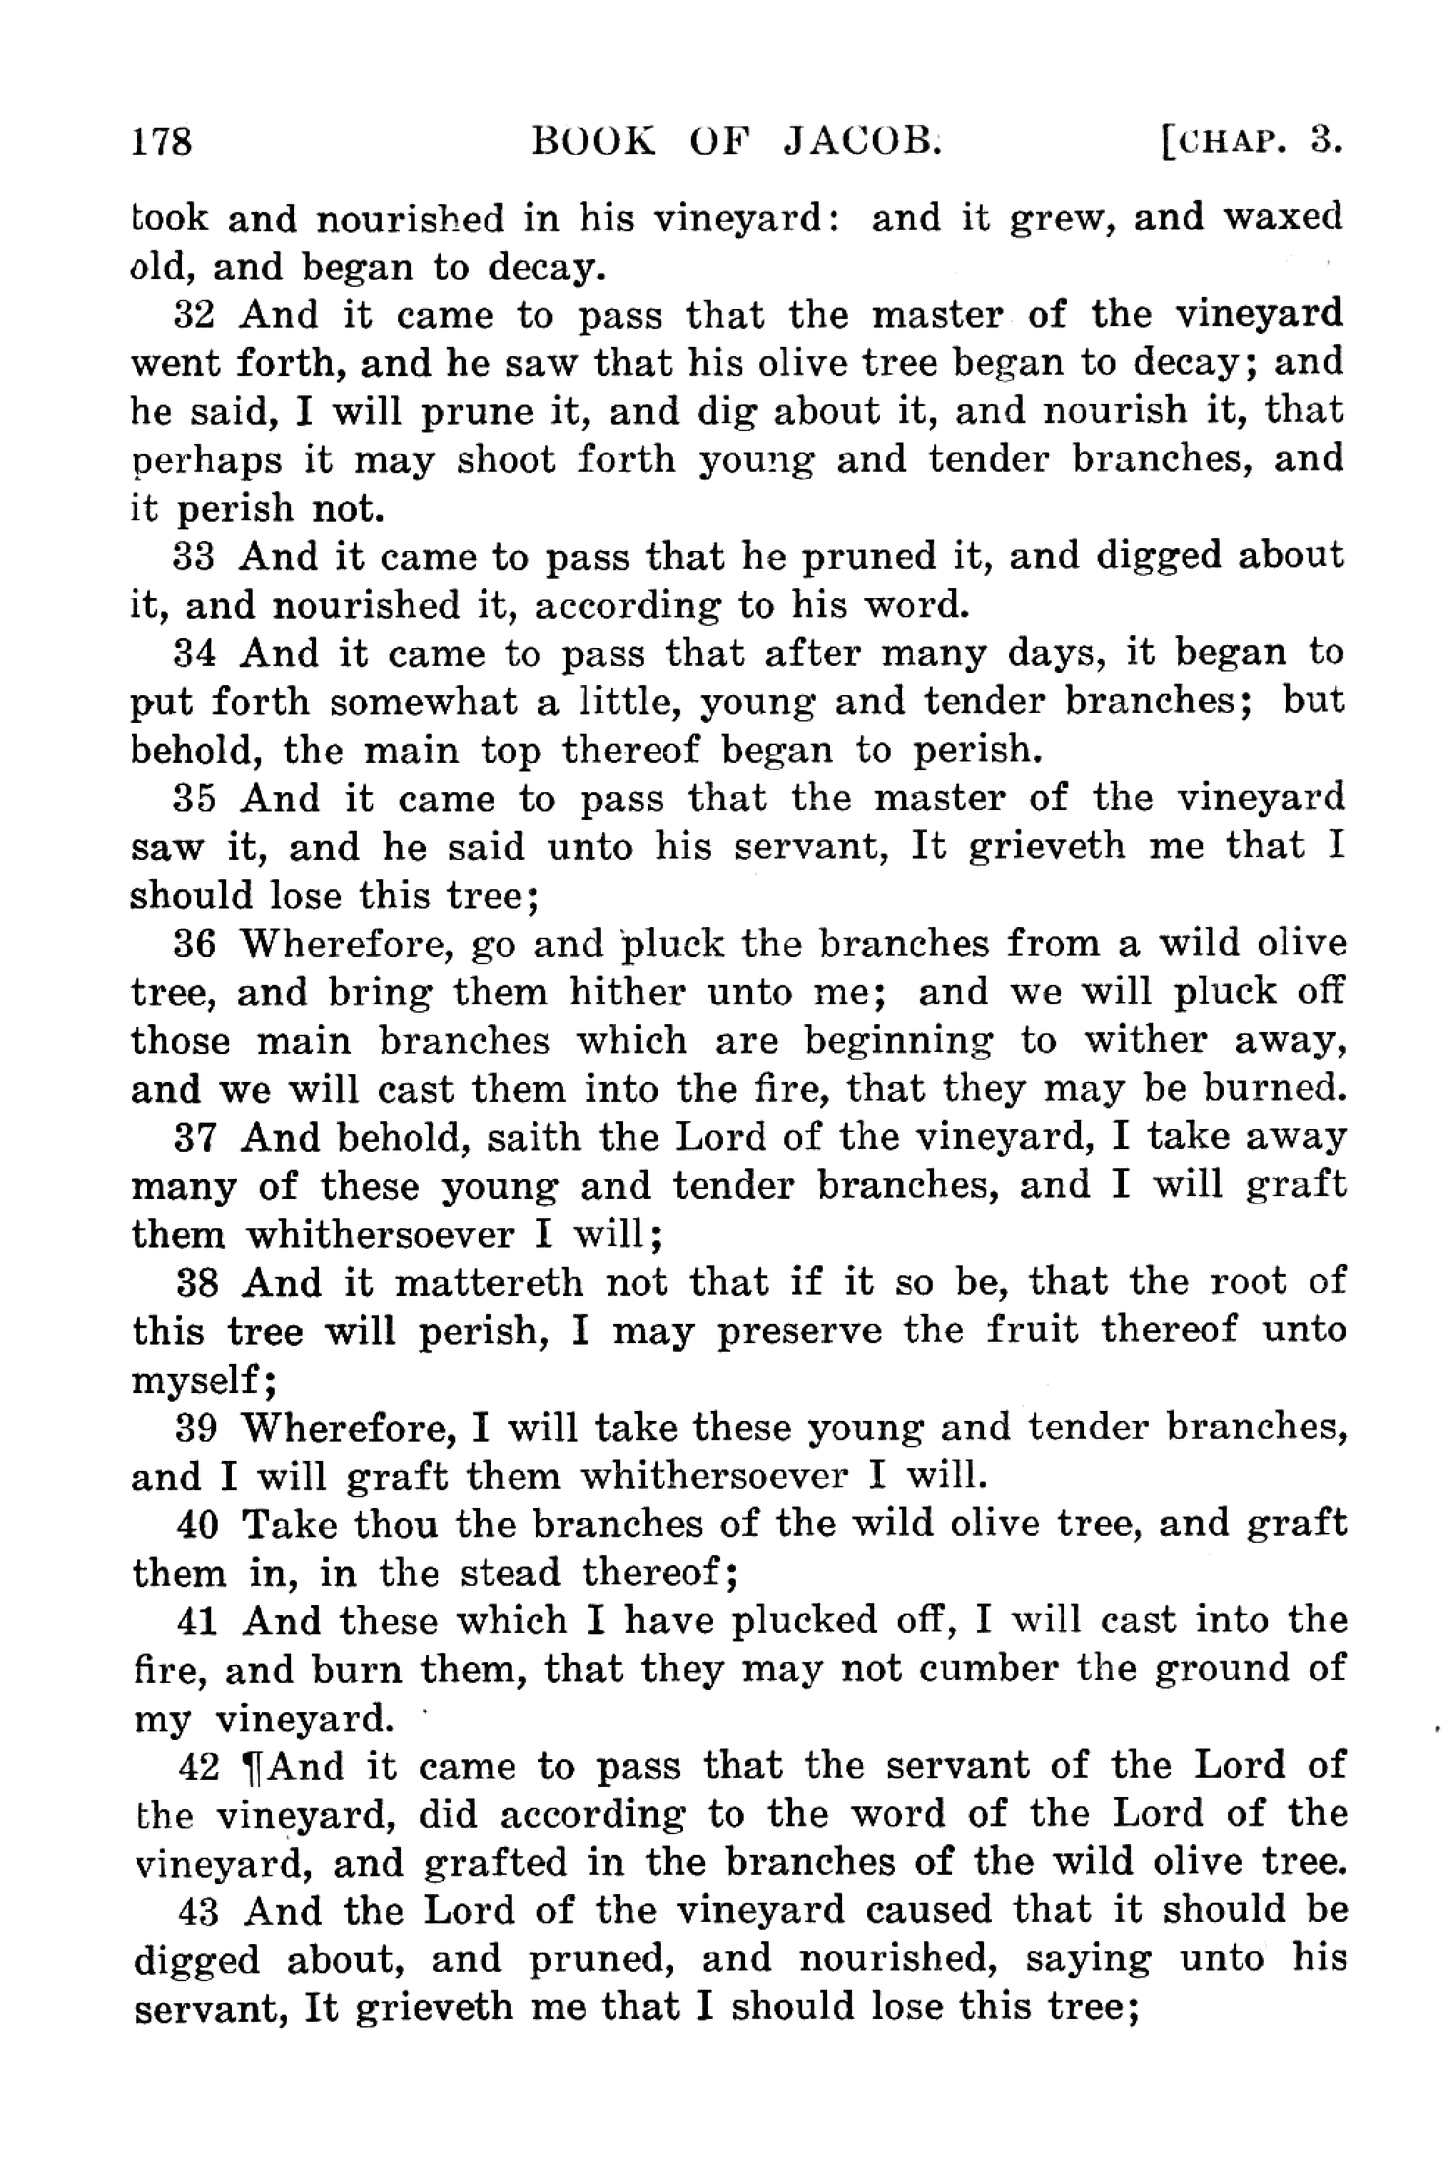 178 BOOK OF JACOB. [CHAP. 3.
took and nourished in his vineyard: and it grew, and waxed
old, and began to decay.
32 And it came to pass that the master of the vineyard
went forth, and he saw that his olive tree began to decay; and
he said, I will prune it, and dig about it, and nourish it, that
perhaps it may shoot forth young and tender branches, and
it perish not.
33 And it came to pass that he pruned it, and digged about
it, and nourished it, according to his word.
34 And it came to pass that after many days, it began to
put forth somewhat a little, young and tender branches; but
behold, the main top thereof began to perish.
35 And it came to pass that the master of the vineyard
saw it, and he said unto his servant, It grieveth me that I
should lose this tree;
36 Wherefore, go and pluck the branches from a wild olive
tree, and bring them hither unto me; and we will pluck off
those main branches which are beginning to wither away,
and we will cast them into the fire, that they may be burned.
37 And behold, saith the Lord of the vineyard, I take away
many of these young and tender branches, and I will graft
them whithersoever I will;
38 And it mattereth not that if it so be, that the root of
this tree will perish, I may preserve the fruit thereof unto
myself;
39 Wherefore, I will take these young and tender branches,
and I will graft them whithersoever I will.
40 Take thou the branches of the wild olive tree, and graft
them in, in the stead thereof;
41 And these which I have plucked off, I will cast into the
fire, and burn them, that they may not cumber the ground of
my vineyard.
42 ¶And it came to pass that the servant of the Lord of
the vineyard, did according to the word of the Lord of the
vineyard, and grafted in the branches of the wild olive tree.
43 And the Lord of the vineyard caused that it should be
digged about, and pruned, and nourished, saying unto his
servant, It grieveth me that I should lose this tree;